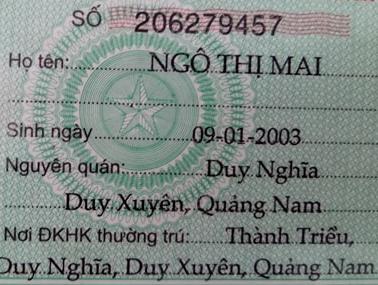 SỐ 206279457
Họ tên: NGÔ THỊ MAI
Sinh ngày 09-01-2003
Nguyên quán: Duy Nghĩa
Duy Xuyên, Quảng Nam
Nơi ĐKHK thường trú: Thành Triểu,
Duy Nghĩa, Duy Xuyên, Quảng Nam